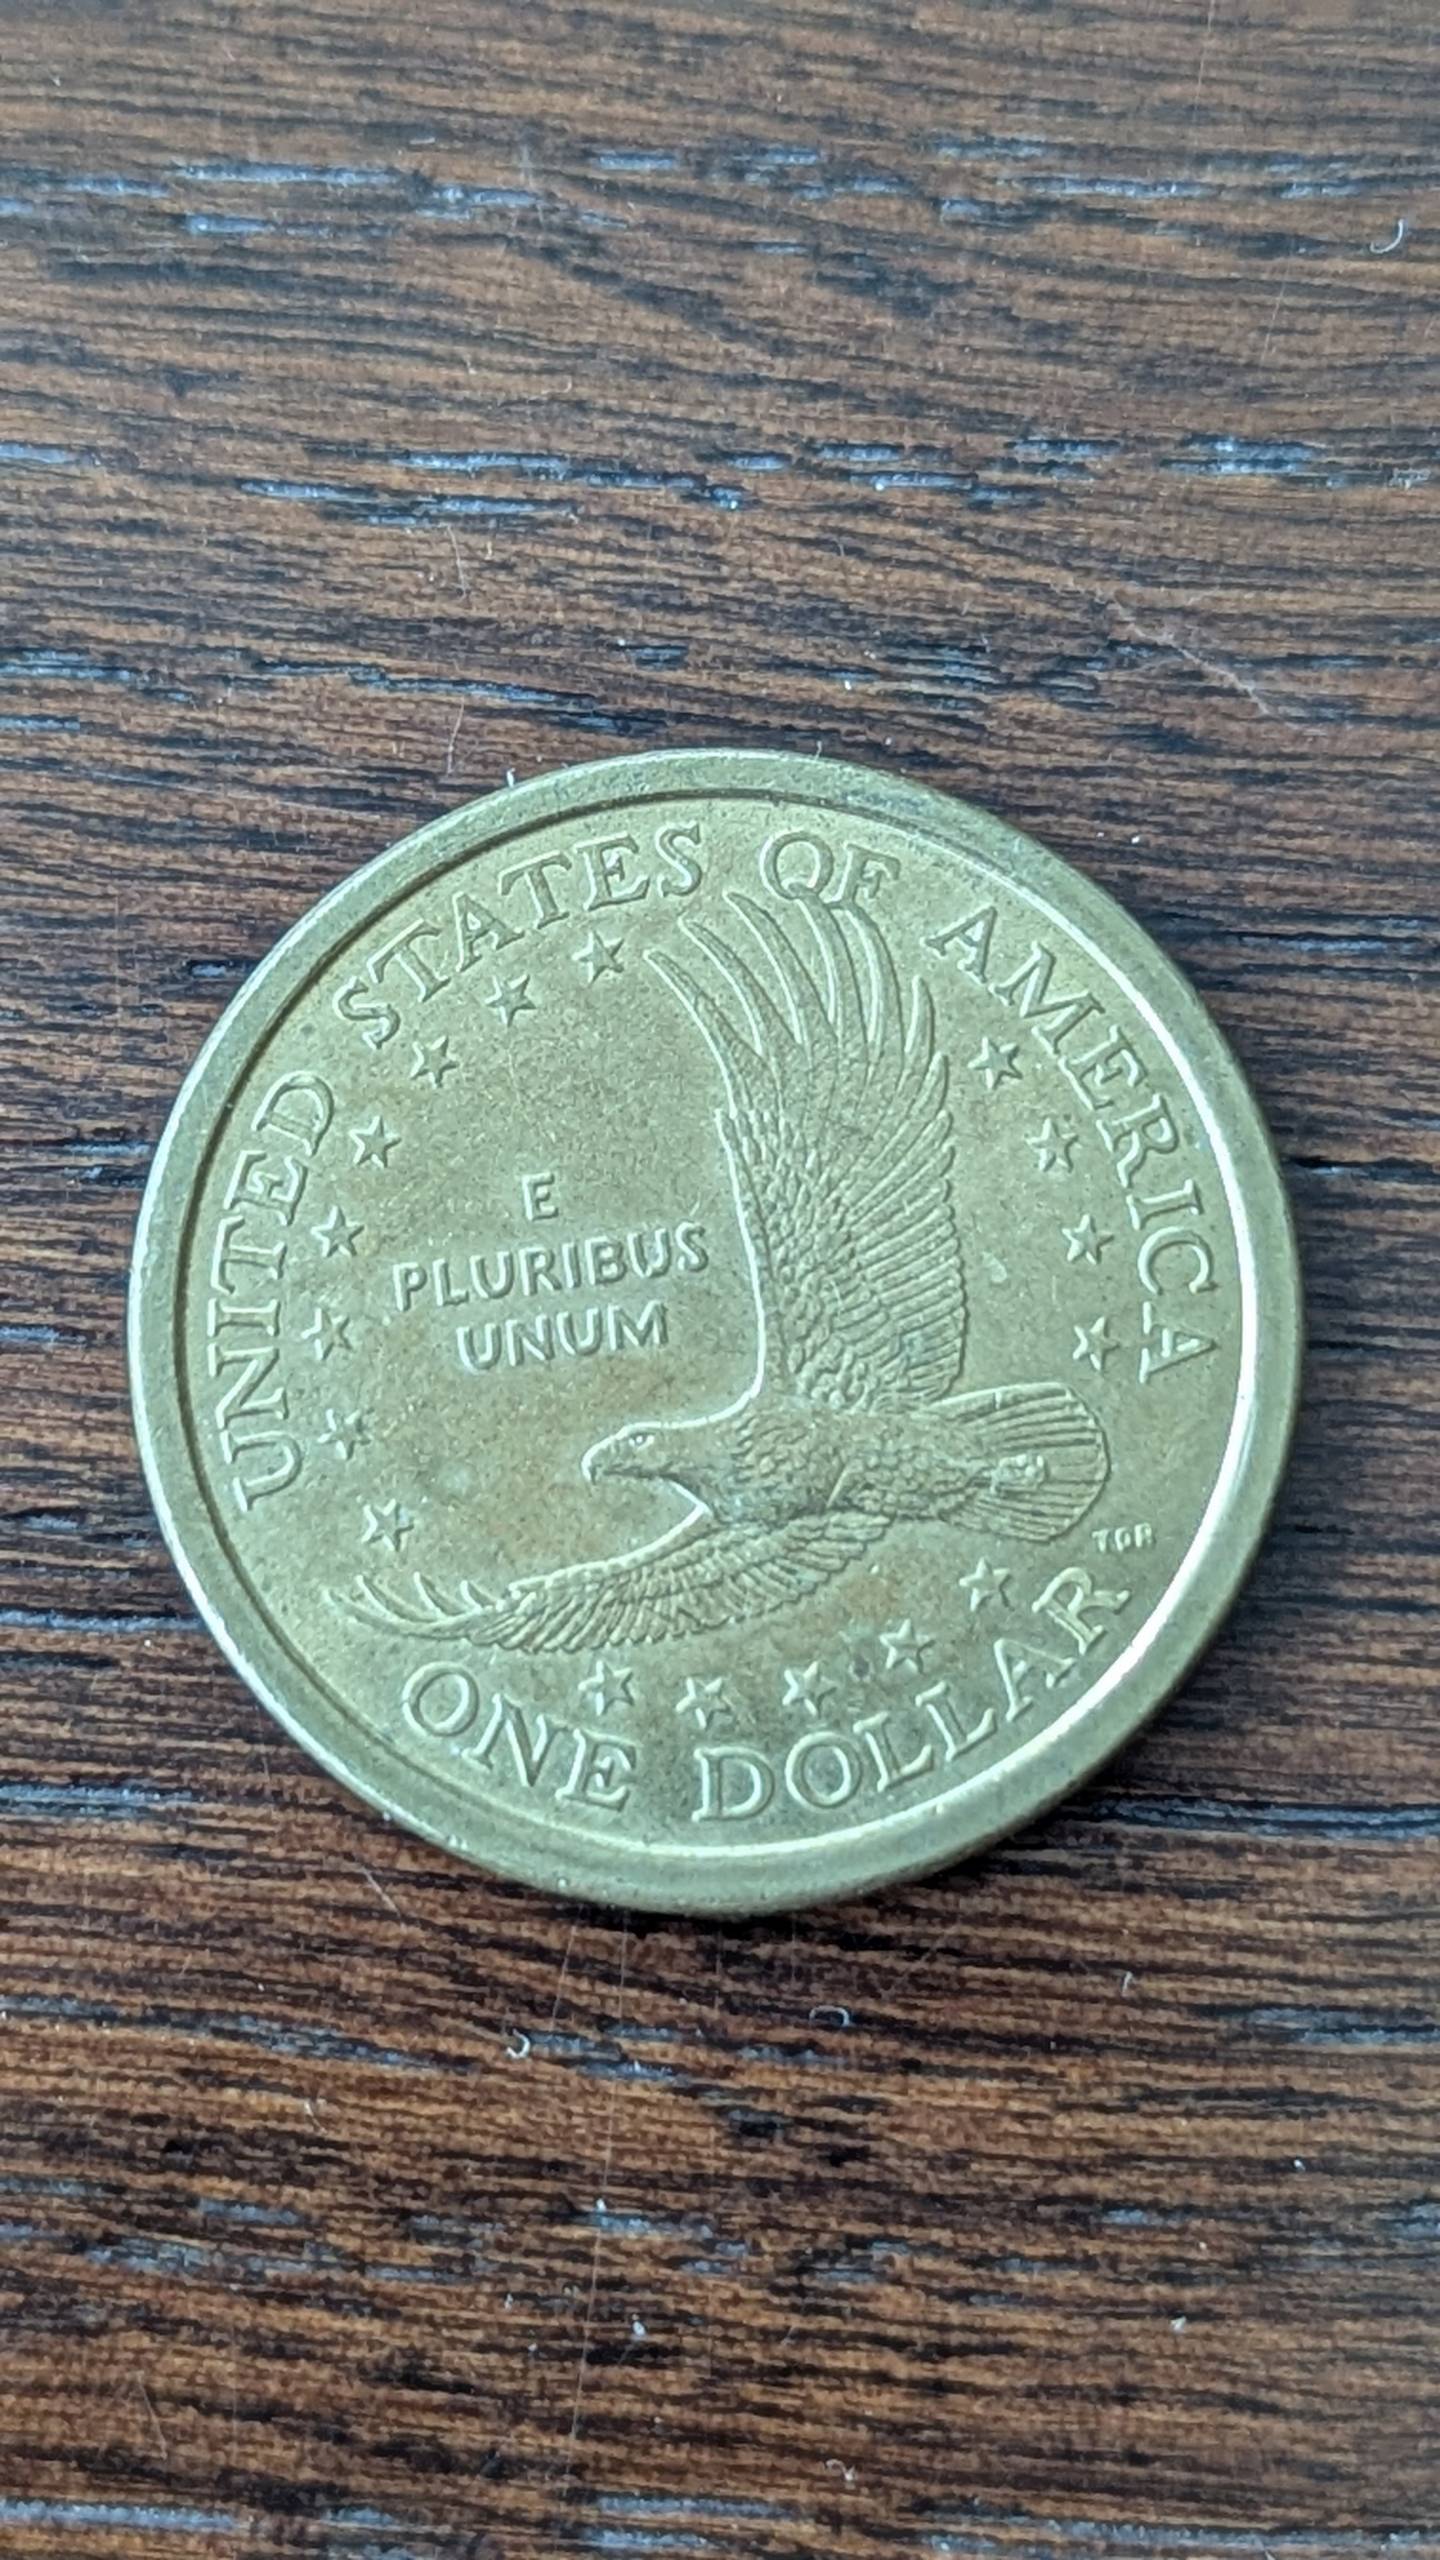 UNITED STATES OF AMERICA
E
PLURIBUS
UNUM
TDR
ONE DOLLAR